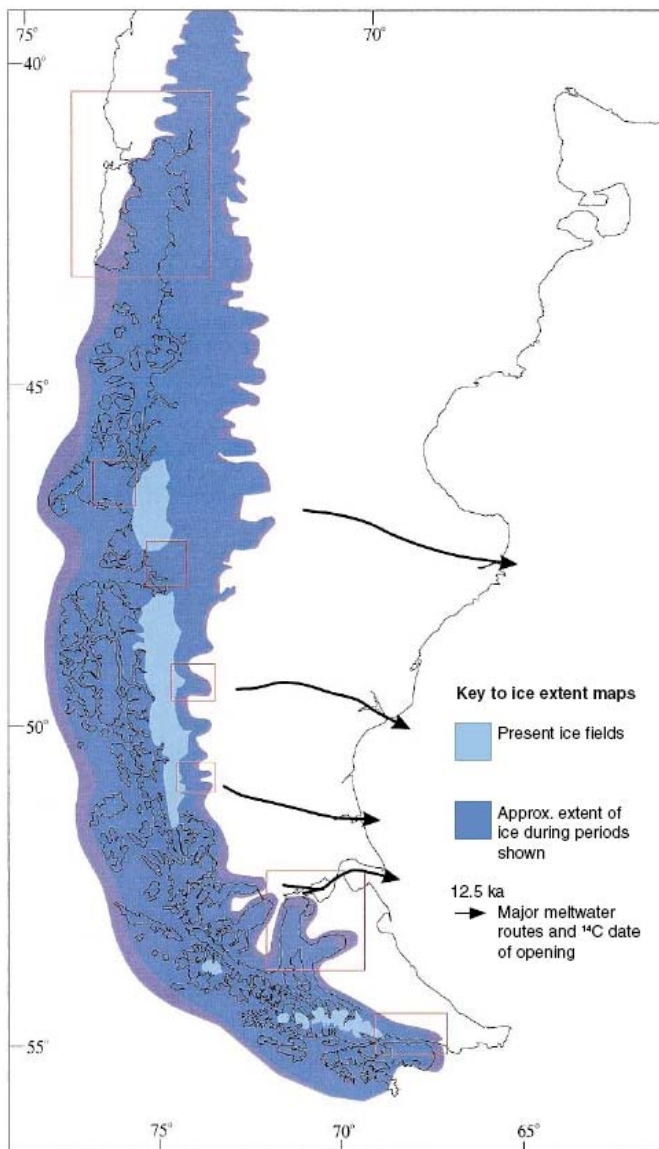 75°
70°
40°
45°
50°
Key to ice extent maps
Present ice fields
Approx. extent of
ice during periods
shown
12.5 ka
Major meltwater
routes and ¹⁴C date
of opening
55°
75°
70°
65°